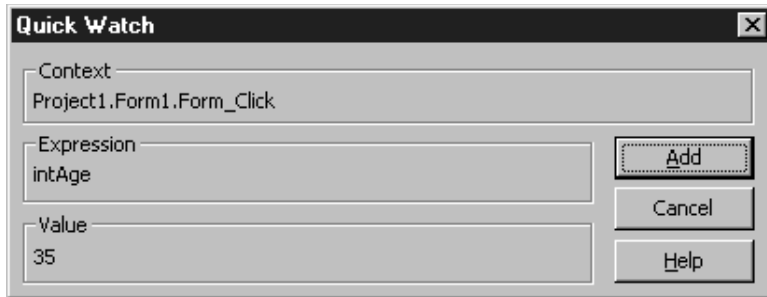 Quick Watch
Context
Project1.Form1.Form_Click
Expression
intAge
Add
Cancel
Value
35
Help